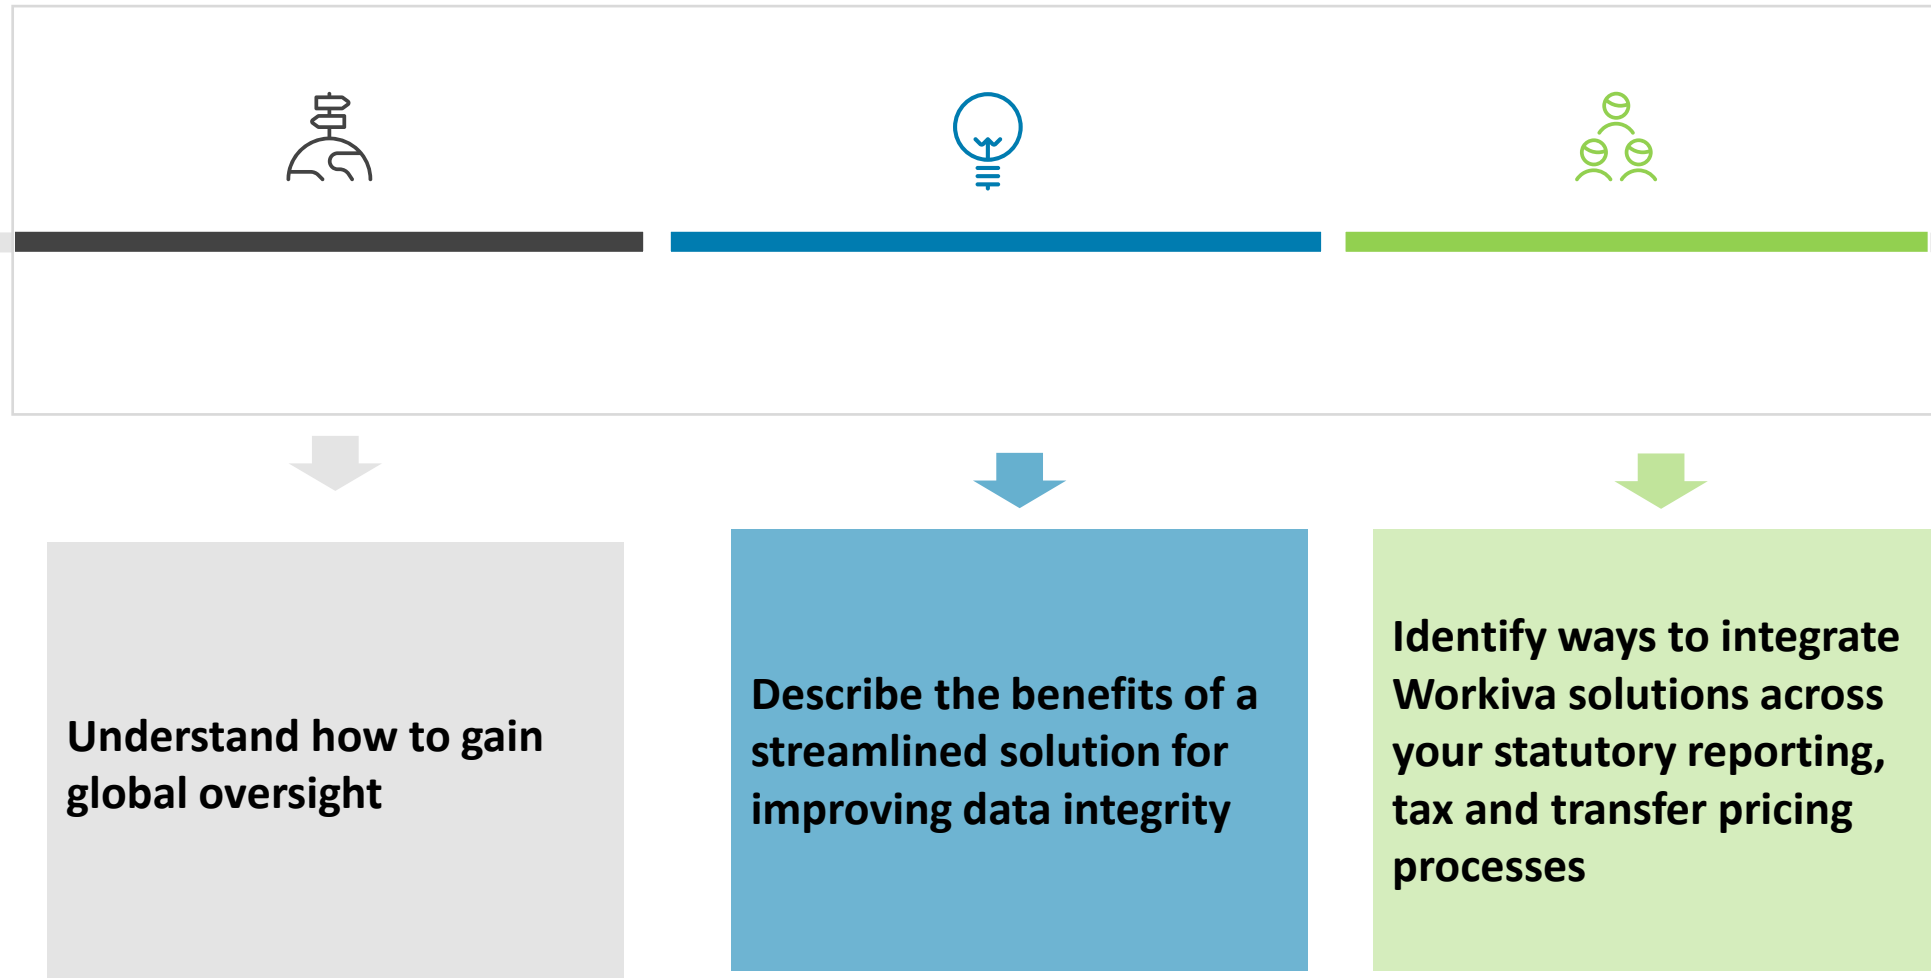 Understand how to gain
global oversight
Describe the benefits of a
streamlined solution for
improving data integrity
Identify ways to integrate
Workiva solutions across
your statutory reporting,
tax and transfer pricing
processes